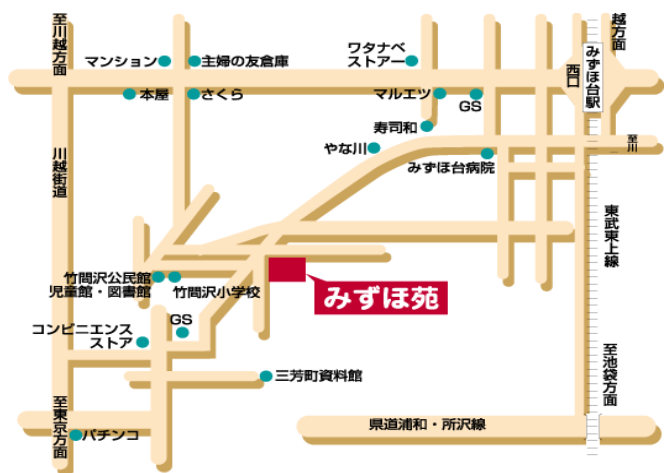 至川越方面
マンション
主婦の友倉庫
ワタナベ
ストアー
越方面
みずほ台駅
西口
本屋
さくら
マルエツ
GS
寿司和
やな川
みずほ台病院
至川
川越街道
東武東上線
竹間沢公民館
児童館・図書館
竹間沢小学校
みずほ苑
GS
コンビニエンス
ストア
三芳町資料館
至池袋方面
至東京方面
パチンコ
県道浦和・所沢線